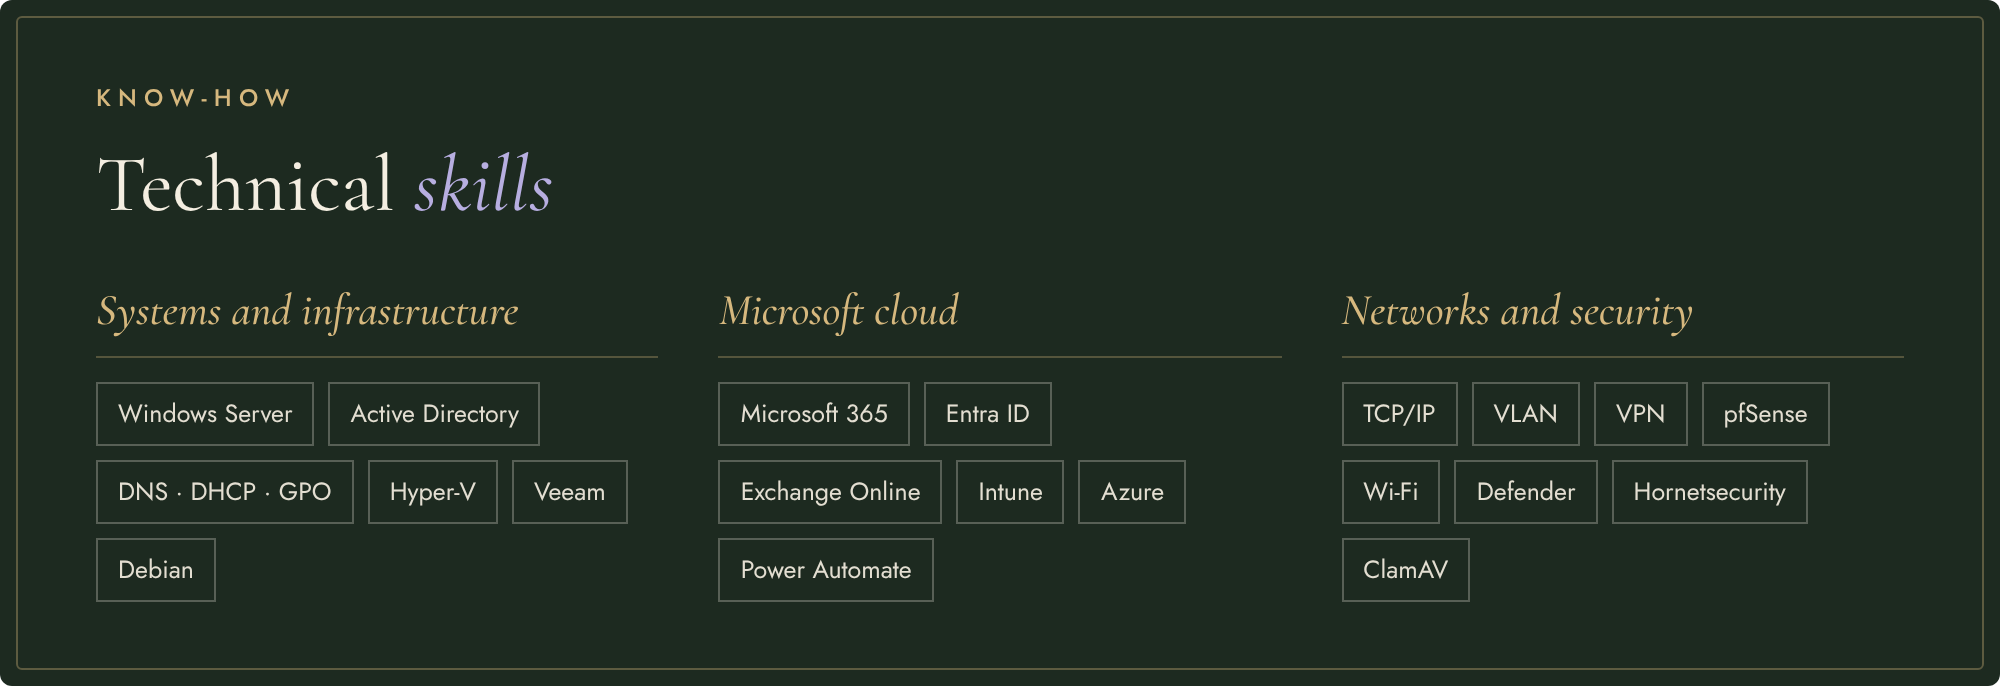 KNOW-HOW
Technical skills
Systems and infrastructure
Windows Server
Active Directory
DNS · DHCP · GPO
Hyper-V
Veeam
Debian
Microsoft cloud
Microsoft 365
Entra ID
Exchange Online
Intune
Azure
Power Automate
Networks and security
TCP/IP
VLAN
VPN
pfSense
Wi-Fi
Defender
Hornetsecurity
ClamAV